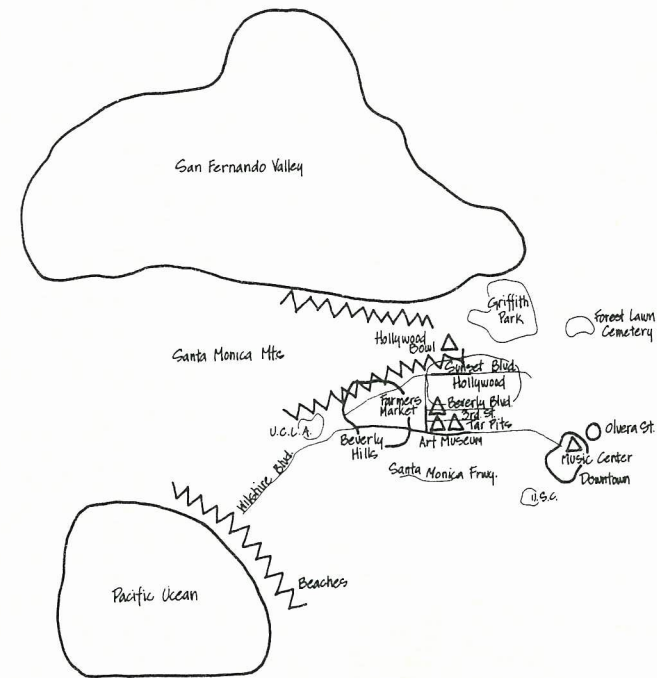 San Fernando Valley
Griffith
Park
Forest Lawn
Cemetery
Hollywood
Bowl
Santa Monica Mts
Sunset Blvd.
Hollywood
Farmers
Market
Beverly Blvd.
3rd St.
Tar Pits
U.C.L.A.
Beverly
Hills
Art Museum
Olvera St.
Music Center
Downtown
Wilshire Blvd.
Santa Monica Frwy.
U.S.C.
Beaches
Pacific Ocean